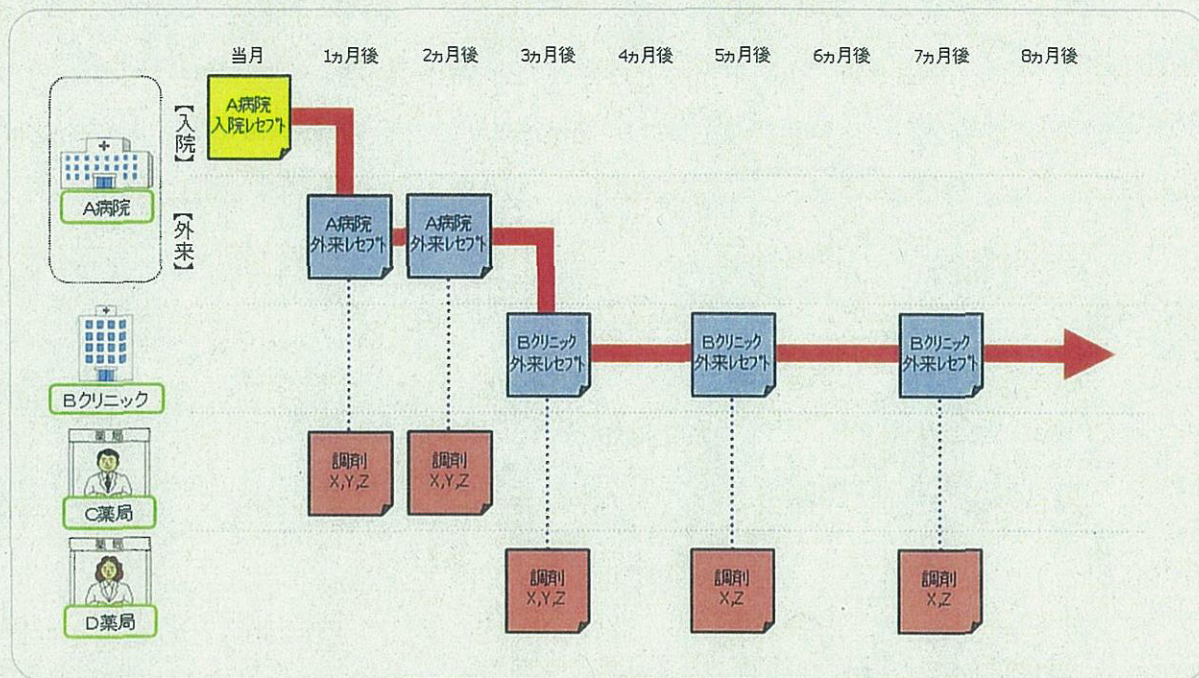 当月 1ヵ月後 2ヵ月後 3ヵ月後 4ヵ月後 5ヵ月後 6ヵ月後 7ヵ月後 8ヵ月後
A病院
入院レセプト
【入院】
A病院
【外来】
A病院
外来レセプト
A病院
外来レセプト
Bクリニック
外来レセプト
Bクリニック
外来レセプト
Bクリニック
外来レセプト
Bクリニック
薬局
調剤
X,Y,Z
調剤
X,Y,Z
C薬局
薬局
調剤
X,Y,Z
調剤
X,Z
調剤
X,Z
D薬局